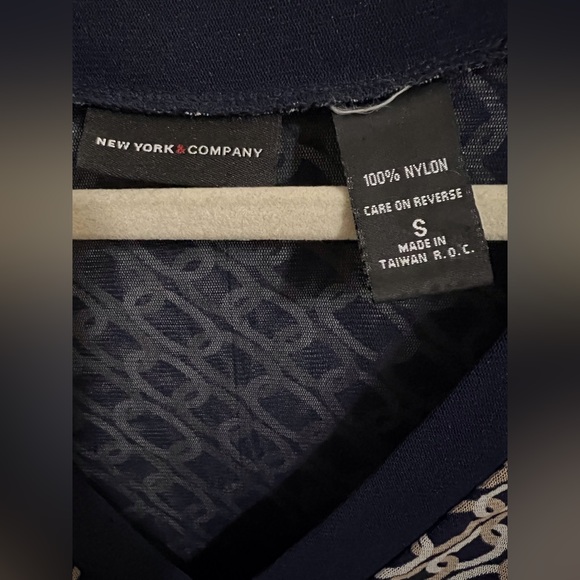 NEW YORK&COMPANY
100% NYLON
CARE ON REVERSE
S
MADE IN
TAIWAN R.O.C.